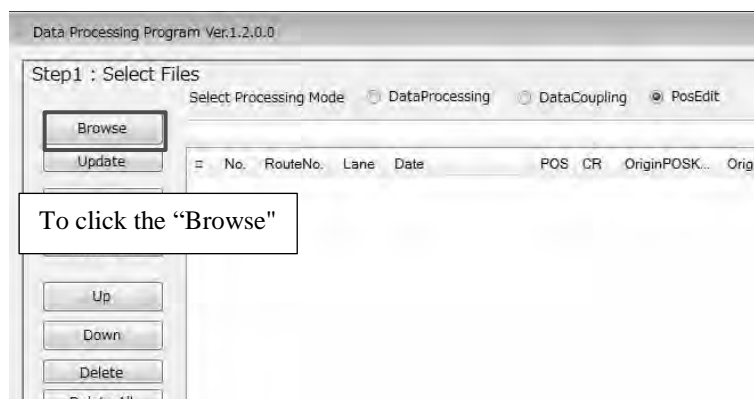 Data Processing Program Ver.1.2.0.0
Step1 : Select Files
Select Processing Mode DataProcessing DataCoupling PosEdit
Browse
Update
= No. RouteNo. Lane Date POS CR OriginPOSK... Orig
To click the “Browse"
Up
Down
Delete